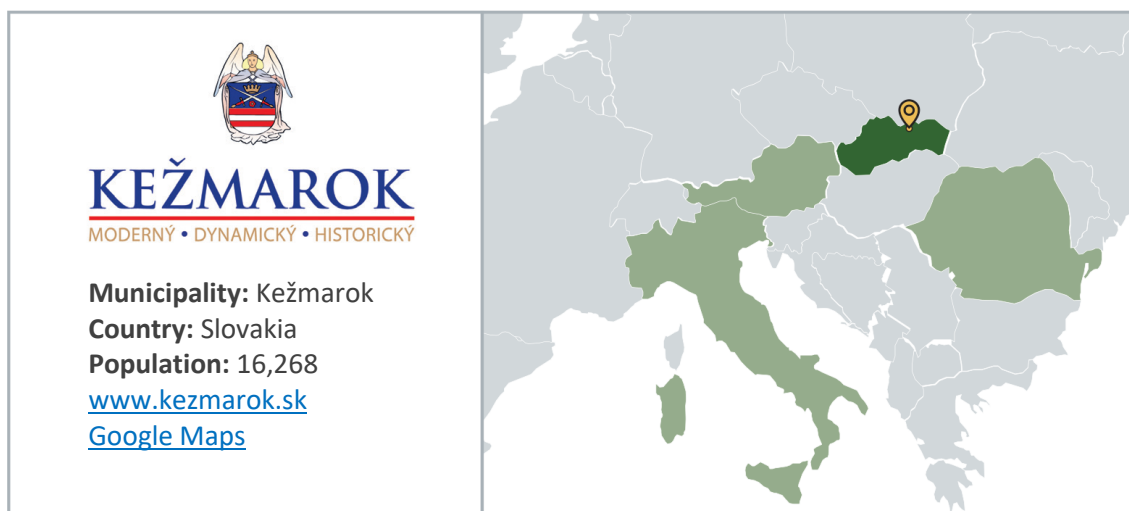 KEŽMAROK
MODERNÝ • DYNAMICKÝ • HISTORICKÝ
Municipality: Kežmarok
Country: Slovakia
Population: 16,268
www.kezmarok.sk
Google Maps